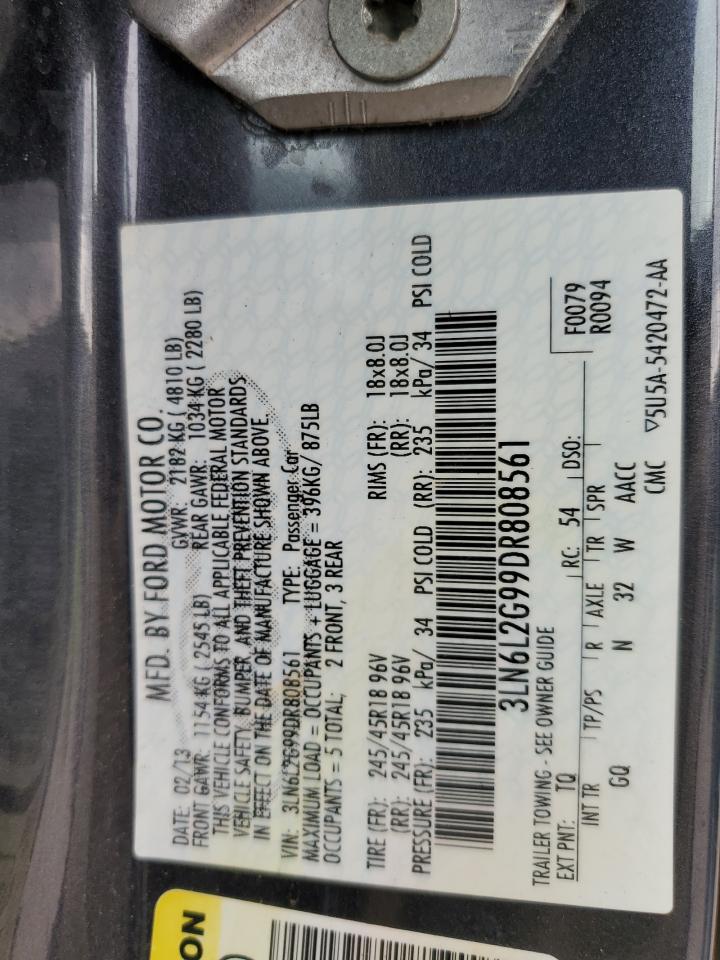 MFD. BY FORD MOTOR CO.
DATE: 02/13 GVWR: 2182 KG ( 4810 LB)
FRONT GAWR: 1154 KG ( 2545 LB) REAR GAWR: 1034 KG ( 2280 LB)
THIS VEHICLE CONFORMS TO ALL APPLICABLE FEDERAL MOTOR
VEHICLE SAFETY, BUMPER, AND THEFT PREVENTION STANDARDS
IN EFFECT ON THE DATE OF MANUFACTURE SHOWN ABOVE.
VIN: 3LN6L2G99DR808561 TYPE: Passenger Car
MAXIMUM LOAD = OCCUPANTS + LUGGAGE = 396KG/ 875LB
OCCUPANTS = 5 TOTAL; 2 FRONT, 3 REAR
TIRE (FR): 245/45R18 96V RIMS (FR): 18x8.0J
(RR): 245/45R18 96V (RR): 18x8.0J
PRESSURE (FR): 235 kPa/ 34 PSI COLD (RR): 235 kPa/ 34 PSI COLD
3LN6L2G99DR808561
TRAILER TOWING - SEE OWNER GUIDE
EXT PNT: TQ RC: 54 DSO: F0079
INT TR TP/PS R AXLE TR SPR R0094
GQ N 32 W AACC
CMC ▽5U5A-5420472-AA
ON